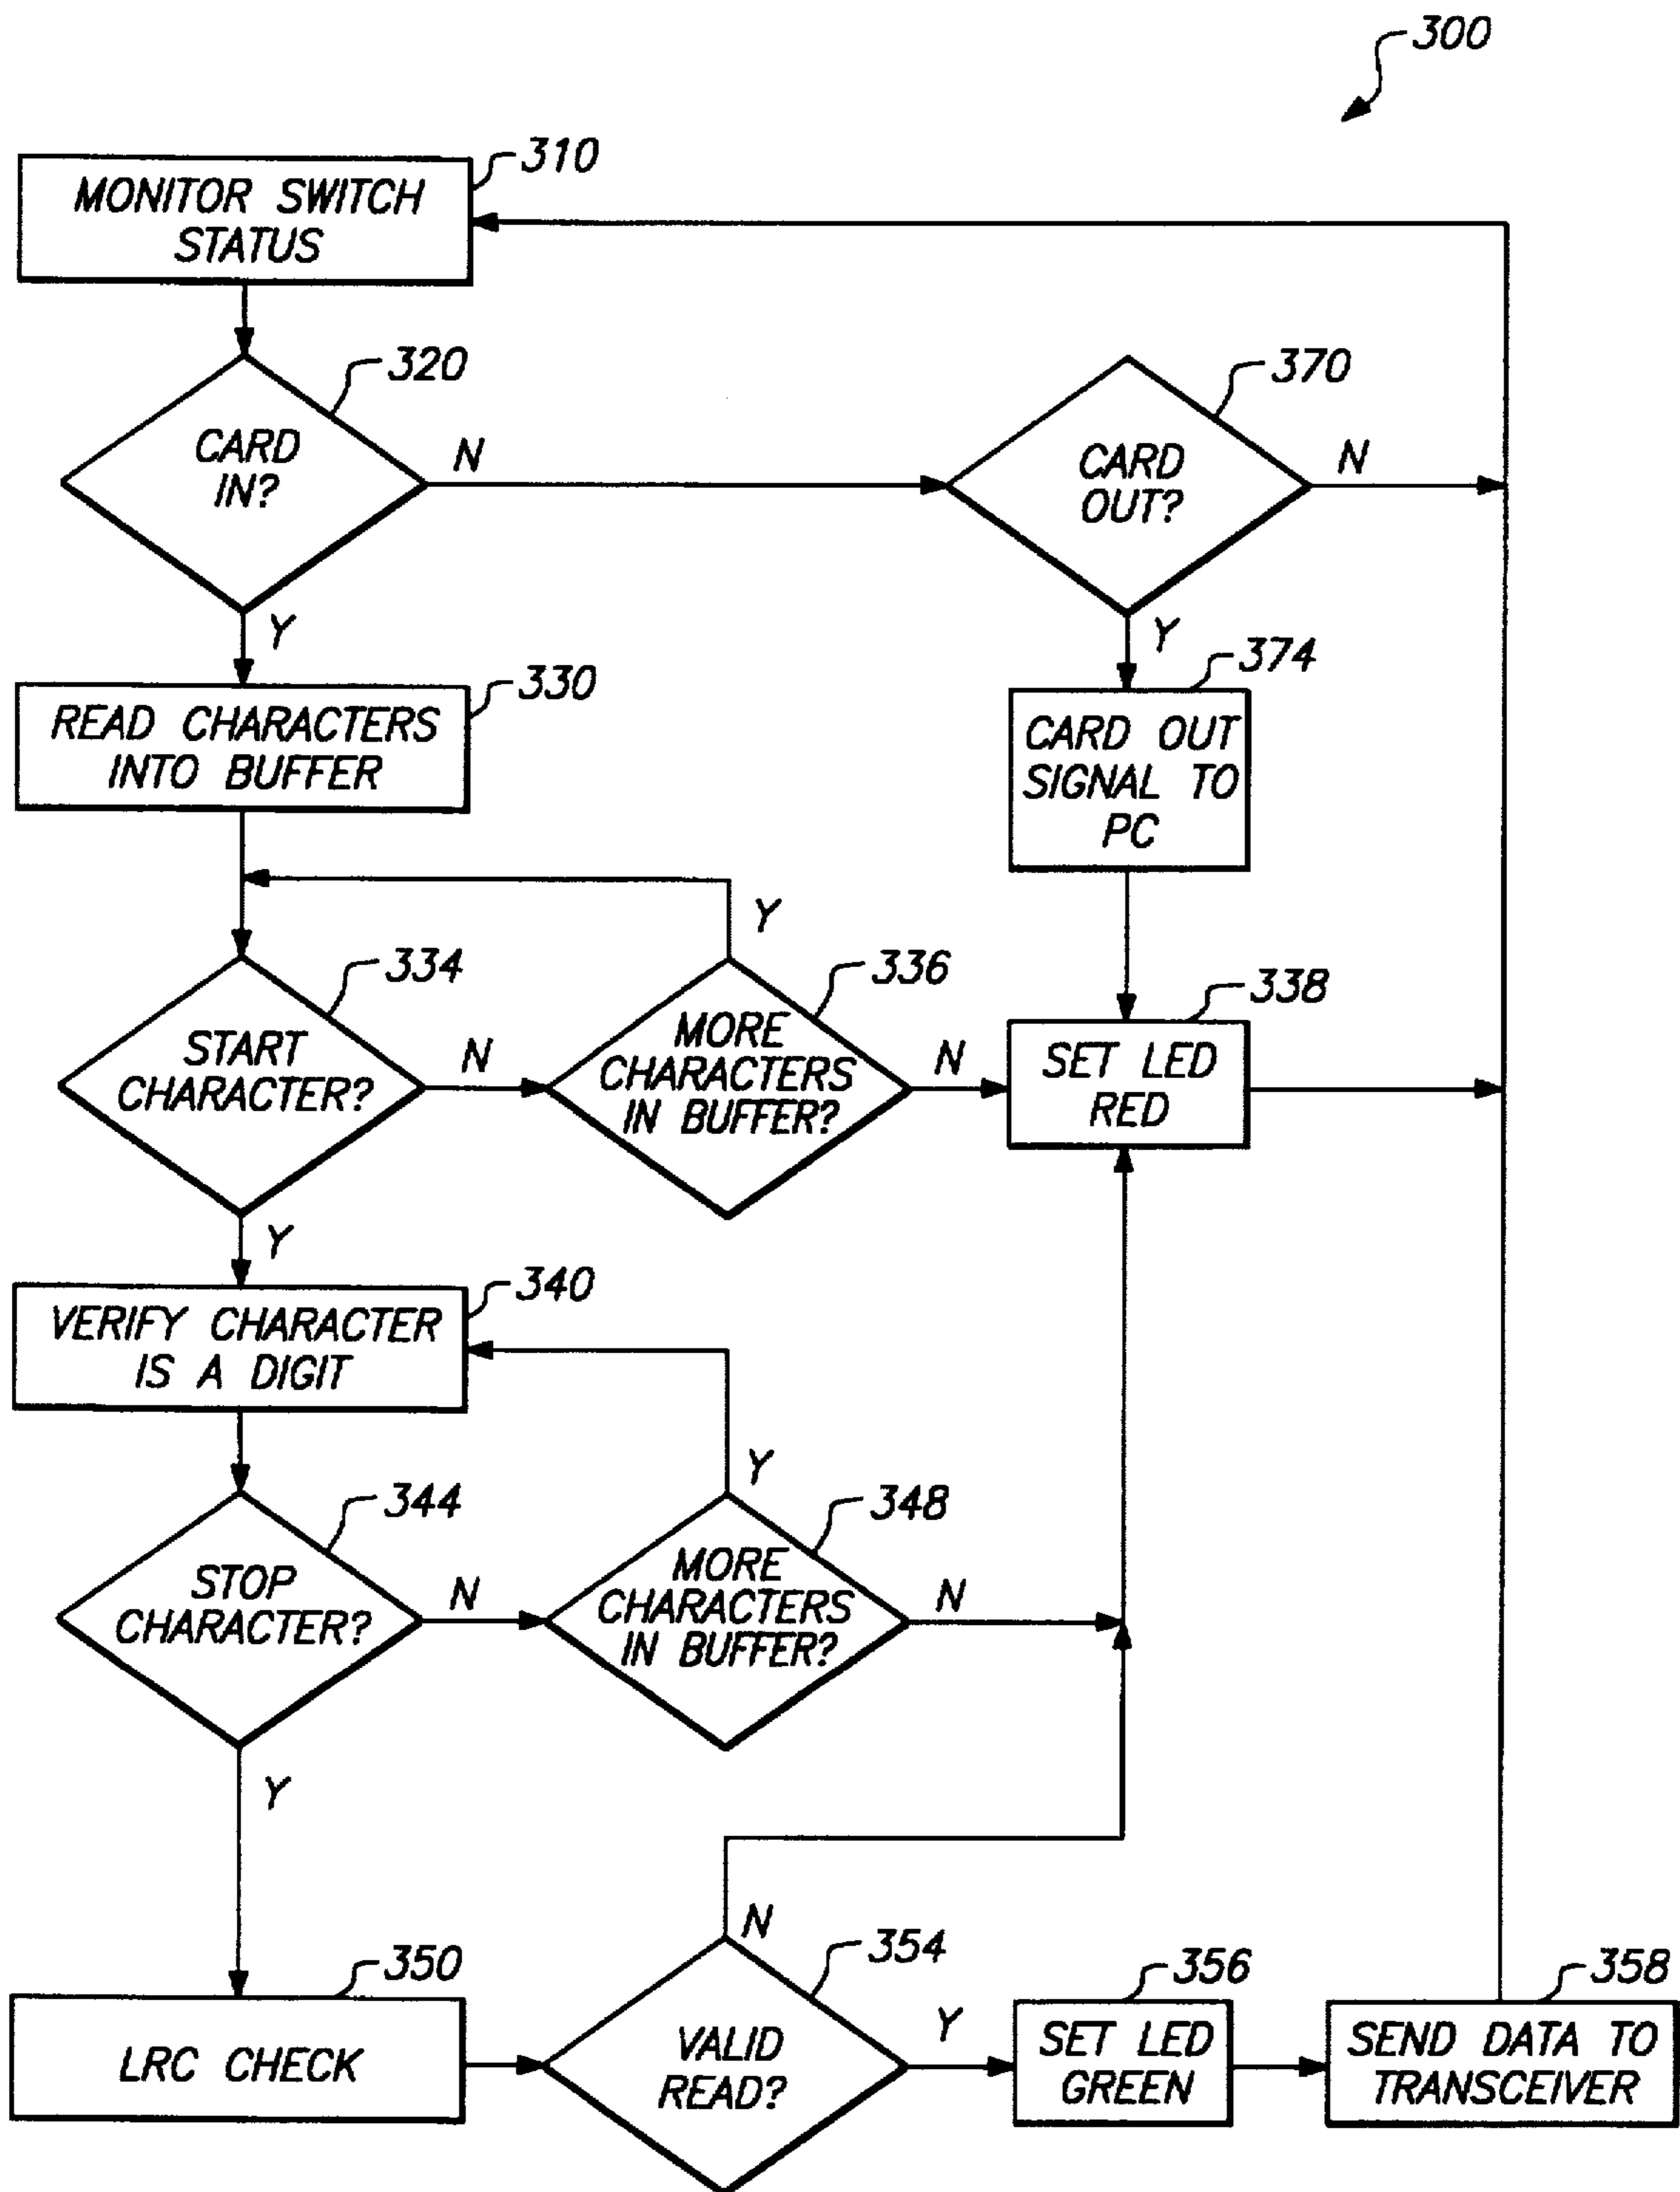 300
310
MONITOR SWITCH
STATUS
320
CARD
IN?
N
370
CARD
OUT?
N
Y
Y
330
READ CHARACTERS
INTO BUFFER
374
CARD OUT
SIGNAL TO
PC
Y
334
START
CHARACTER?
N
336
MORE
CHARACTERS
IN BUFFER?
N
338
SET LED
RED
Y
340
VERIFY CHARACTER
IS A DIGIT
Y
344
STOP
CHARACTER?
N
348
MORE
CHARACTERS
IN BUFFER?
N
Y
N
350
LRC CHECK
354
VALID
READ?
Y
356
SET LED
GREEN
358
SEND DATA TO
TRANSCEIVER